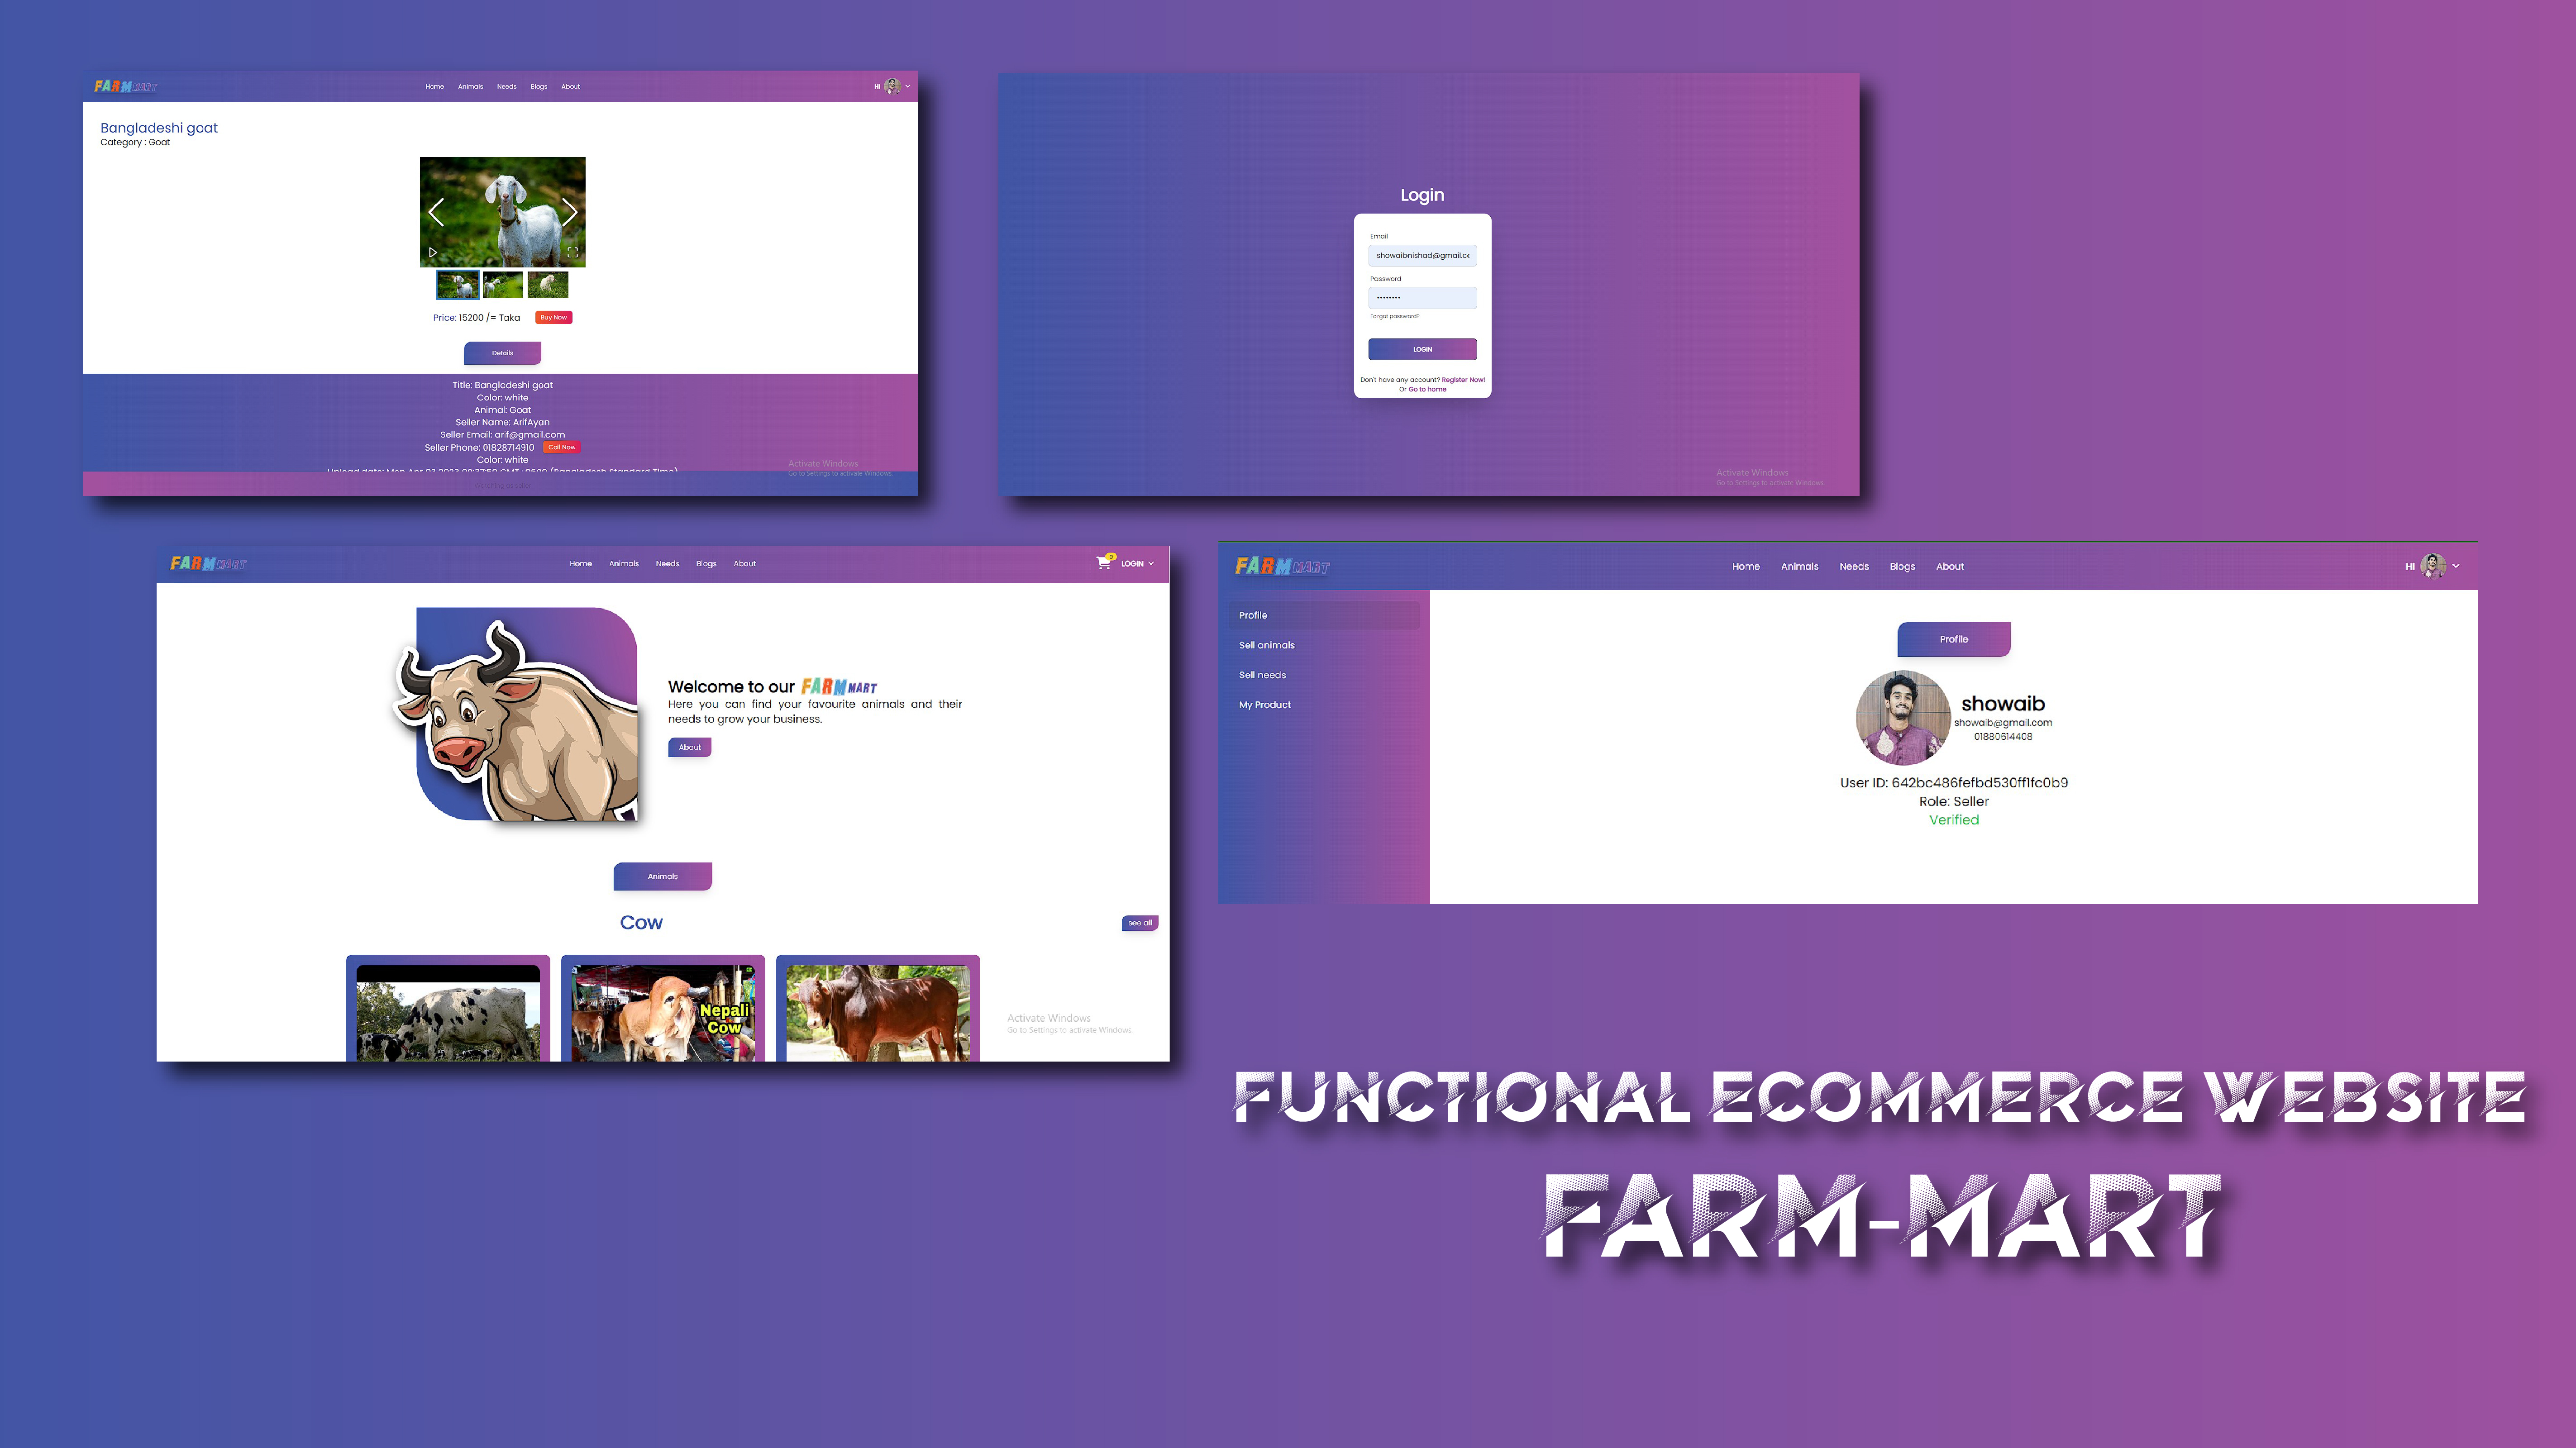 FARM MART
Home Animals Needs Blogs About
HI
Bangladeshi goat
Category : Goat
Price: 15200 /= Taka Buy Now
Details
Title: Bangladeshi goat
Color: white
Animal: Goat
Seller Name: ArifAyan
Seller Email: arif@gmail.com
Seller Phone: 01828714910 Call Now
Color: white
Activate Windows
Go to Settings to activate Windows.
Login
Email
showaibnishad@gmail.c
Password
••••••••
Forgot password?
LOGIN
Don't have any account? Register Now!
Or Go to home
Activate Windows
Go to Settings to activate Windows.
FARM MART
Home Animals Needs Blogs About
0 LOGIN
Welcome to our FARM MART
Here you can find your favourite animals and their
needs to grow your business.
About
Animals
Cow
see all
Nepali
Cow
Activate Windows
Go to Settings to activate Windows.
FARM MART
Home Animals Needs Blogs About
HI
Profile
Sell animals
Sell needs
My Product
Profile
showaib
showaib@gmail.com
01880614408
User ID: 642bc486fefbd530ff1fc0b9
Role: Seller
Verified
FUNCTIONAL ECOMMERCE WEBSITE
FARM-MART